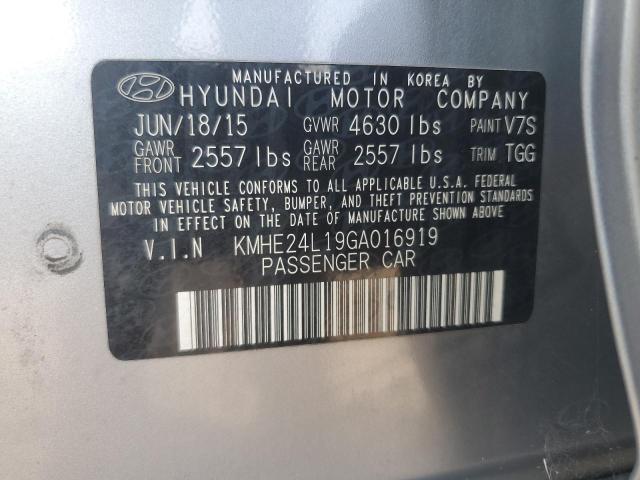 MANUFACTURED IN KOREA BY
HYUNDAI MOTOR COMPANY
JUN/18/15 GVWR 4630 lbs PAINT V7S
GAWR FRONT 2557 lbs GAWR REAR 2557 lbs TRIM TGG
THIS VEHICLE CONFORMS TO ALL APPLICABLE U.S.A. FEDERAL
MOTOR VEHICLE SAFETY, BUMPER, AND THEFT PREVENTION STANDARDS
IN EFFECT ON THE DATE OF MANUFACTURE SHOWN ABOVE.
V.I.N KMHE24L19GA016919
PASSENGER CAR